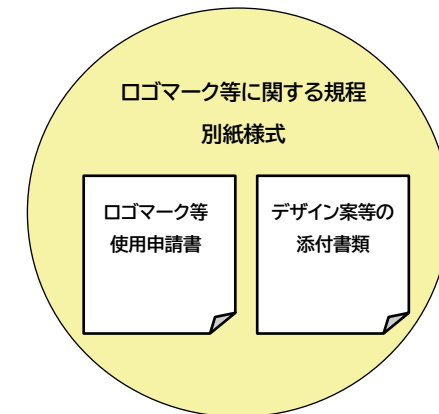 ロゴマーク等に関する規程
別紙様式
ロゴマーク等
使用申請書
デザイン案等の
添付書類